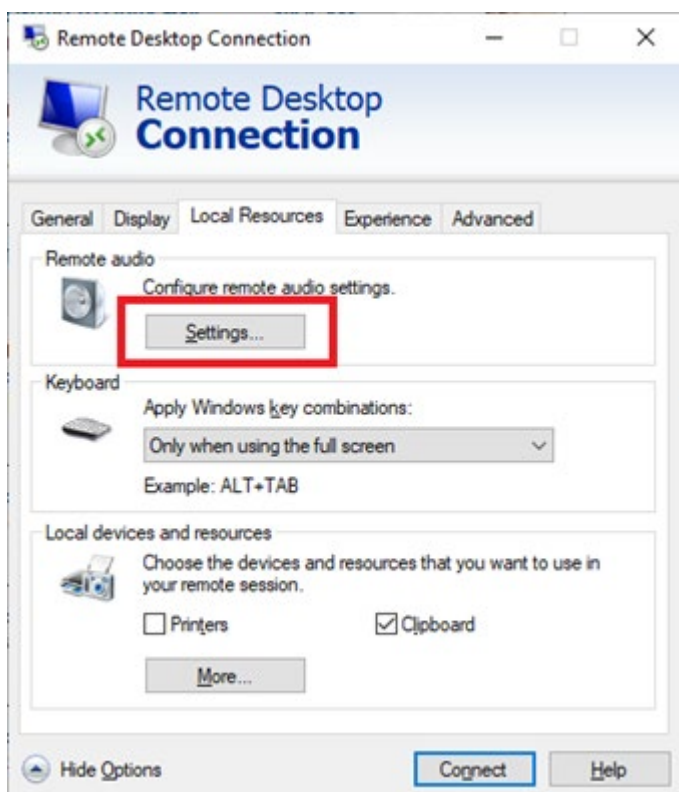 Remote Desktop Connection
Remote Desktop
Connection
General Display Local Resources Experience Advanced
Remote audio
Configure remote audio settings.
Settings...
Keyboard
Apply Windows key combinations:
Only when using the full screen
Example: ALT+TAB
Local devices and resources
Choose the devices and resources that you want to use in
your remote session.
Printers Clipboard
More...
Hide Options Connect Help